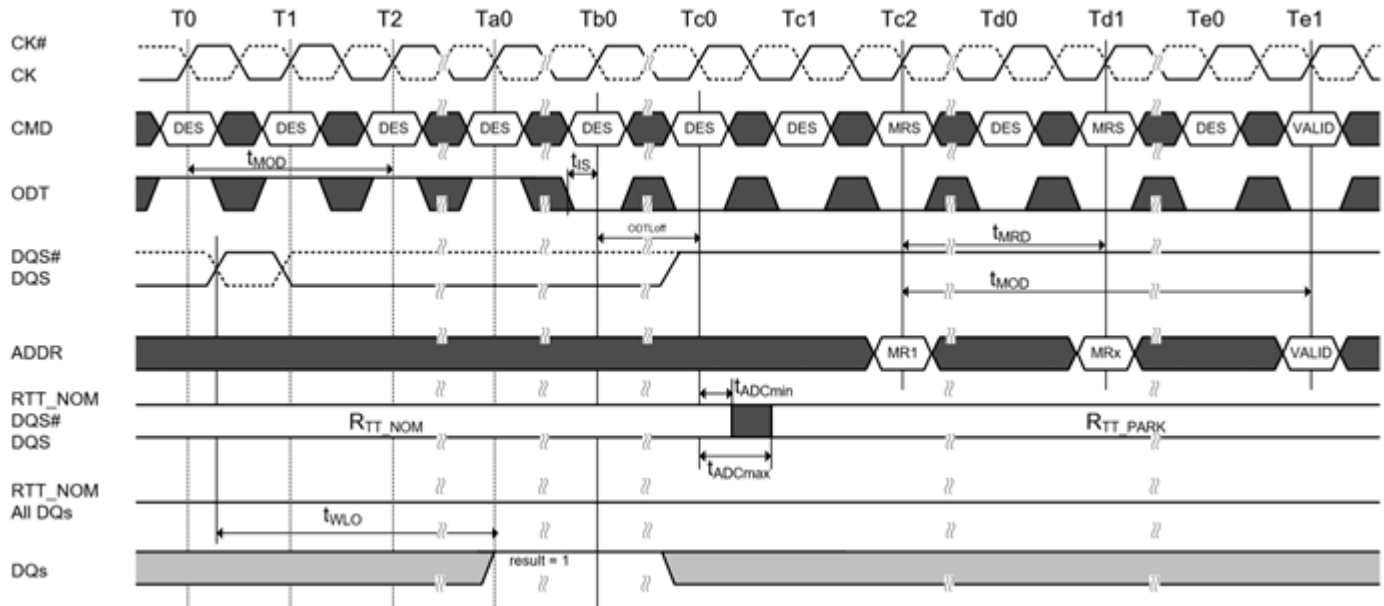 T0 T1 T2 Ta0 Tb0 Tc0 Tc1 Tc2 Td0 Td1 Te0 Te1
CK#
CK
CMD DES DES DES DES DES DES DES MRS DES MRS DES VALID
tMOD tIS
ODT
ODTLoff tMRD
DQS#
DQS
tMOD
ADDR MR1 MRx VALID
RTT_NOM
DQS#
DQS
tADCmin
RTT_NOM RTT_PARK
tADCmax
RTT_NOM
All DQs
tWLO
DQs result = 1